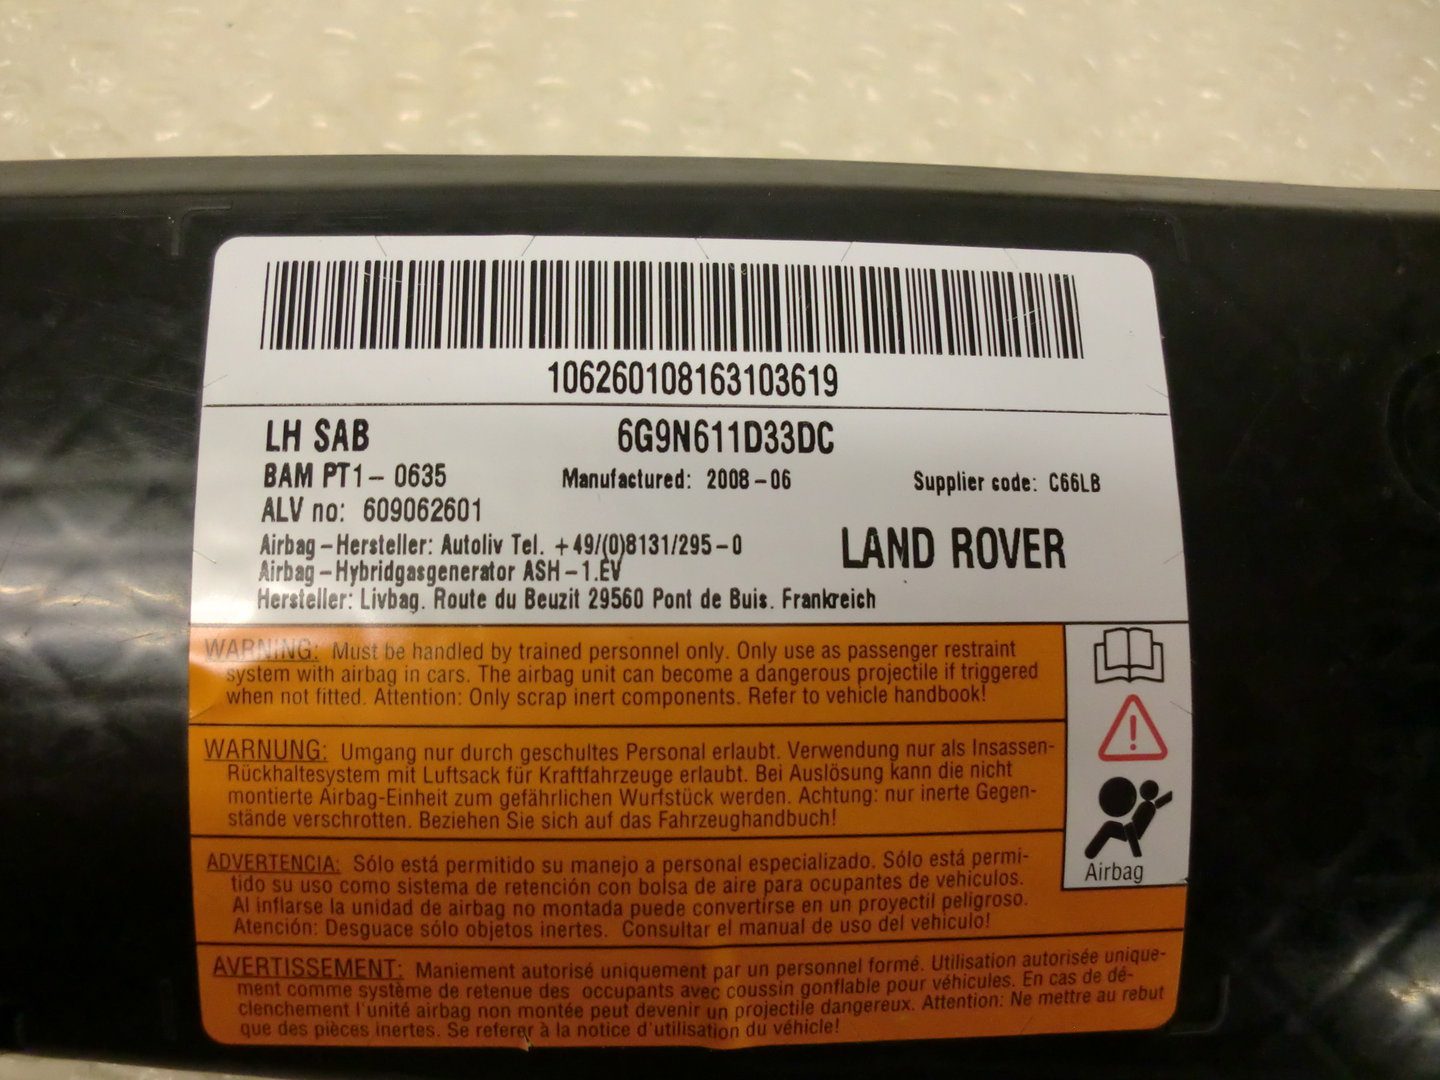 106260108163103619
LH SAB 6G9N611D33DC
BAM PT1-0635 Manufactured: 2008-06 Supplier code: C66LB
ALV no: 609062601
Airbag-Hersteller: Autoliv Tel. +49/(0)8131/295-0
LAND ROVER
Airbag-Hybridgasgenerator ASH-1.EV
Hersteller: Livbag. Route du Beuzit 29560 Pont de Buis. Frankreich
WARNING: Must be handled by trained personnel only. Only use as passenger restraint
system with airbag in cars. The airbag unit can become a dangerous projectile if triggered
when not fitted. Attention: Only scrap inert components. Refer to vehicle handbook!
WARNUNG: Umgang nur durch geschultes Personal erlaubt. Verwendung nur als Insassen-
Rückhaltesystem mit Luftsack für Kraftfahrzeuge erlaubt. Bei Auslösung kann die nicht
montierte Airbag-Einheit zum gefährlichen Wurfstück werden. Achtung: nur inerte Gegen-
stände verschrotten. Beziehen Sie sich auf das Fahrzeughandbuch!
Airbag
ADVERTENCIA: Sólo está permitido su manejo a personal especializado. Sólo está permi-
tido su uso como sistema de retención con bolsa de aire para ocupantes de vehiculos.
Al inflarse la unidad de airbag no montada puede convertirse en un proyectil peligroso.
Atención: Desguace sólo objetos inertes. Consultar el manual de uso del vehiculo!
AVERTISSEMENT: Maniement autorisé uniquement par un personnel formé. Utilisation autorisée unique-
ment comme système de retenue des occupants avec coussin gonflable pour véhicules. En cas de dé-
clenchement l'unité airbag non montée peut devenir un projectile dangereux. Attention: Ne mettre au rebut
que des pièces inertes. Se referer à la notice d'utilisation du véhicle!